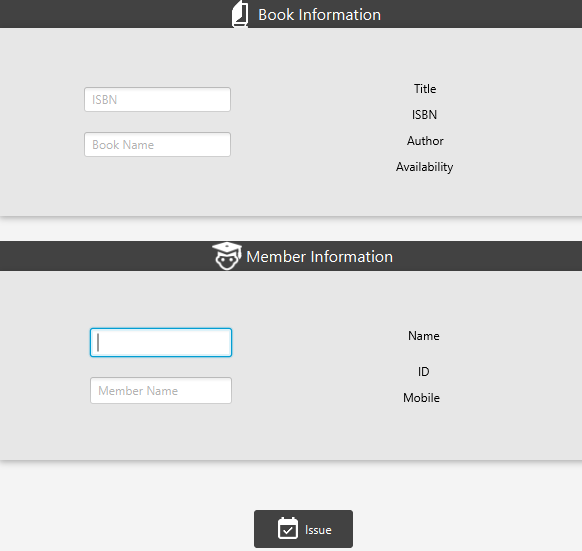 Book Information
ISBN
Book Name
Title
ISBN
Author
Availability
Member Information
Member Name
Name
ID
Mobile
Issue